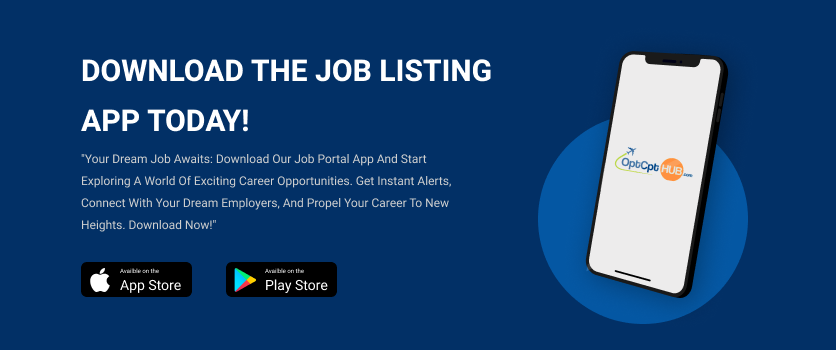 DOWNLOAD THE JOB LISTING
APP TODAY!
"Your Dream Job Awaits: Download Our Job Portal App And Start
Exploring A World Of Exciting Career Opportunities. Get Instant Alerts,
Connect With Your Dream Employers, And Propel Your Career To New
Heights. Download Now!"
Availble on the
App Store
Availble on the
Play Store
OptCptHUB.com